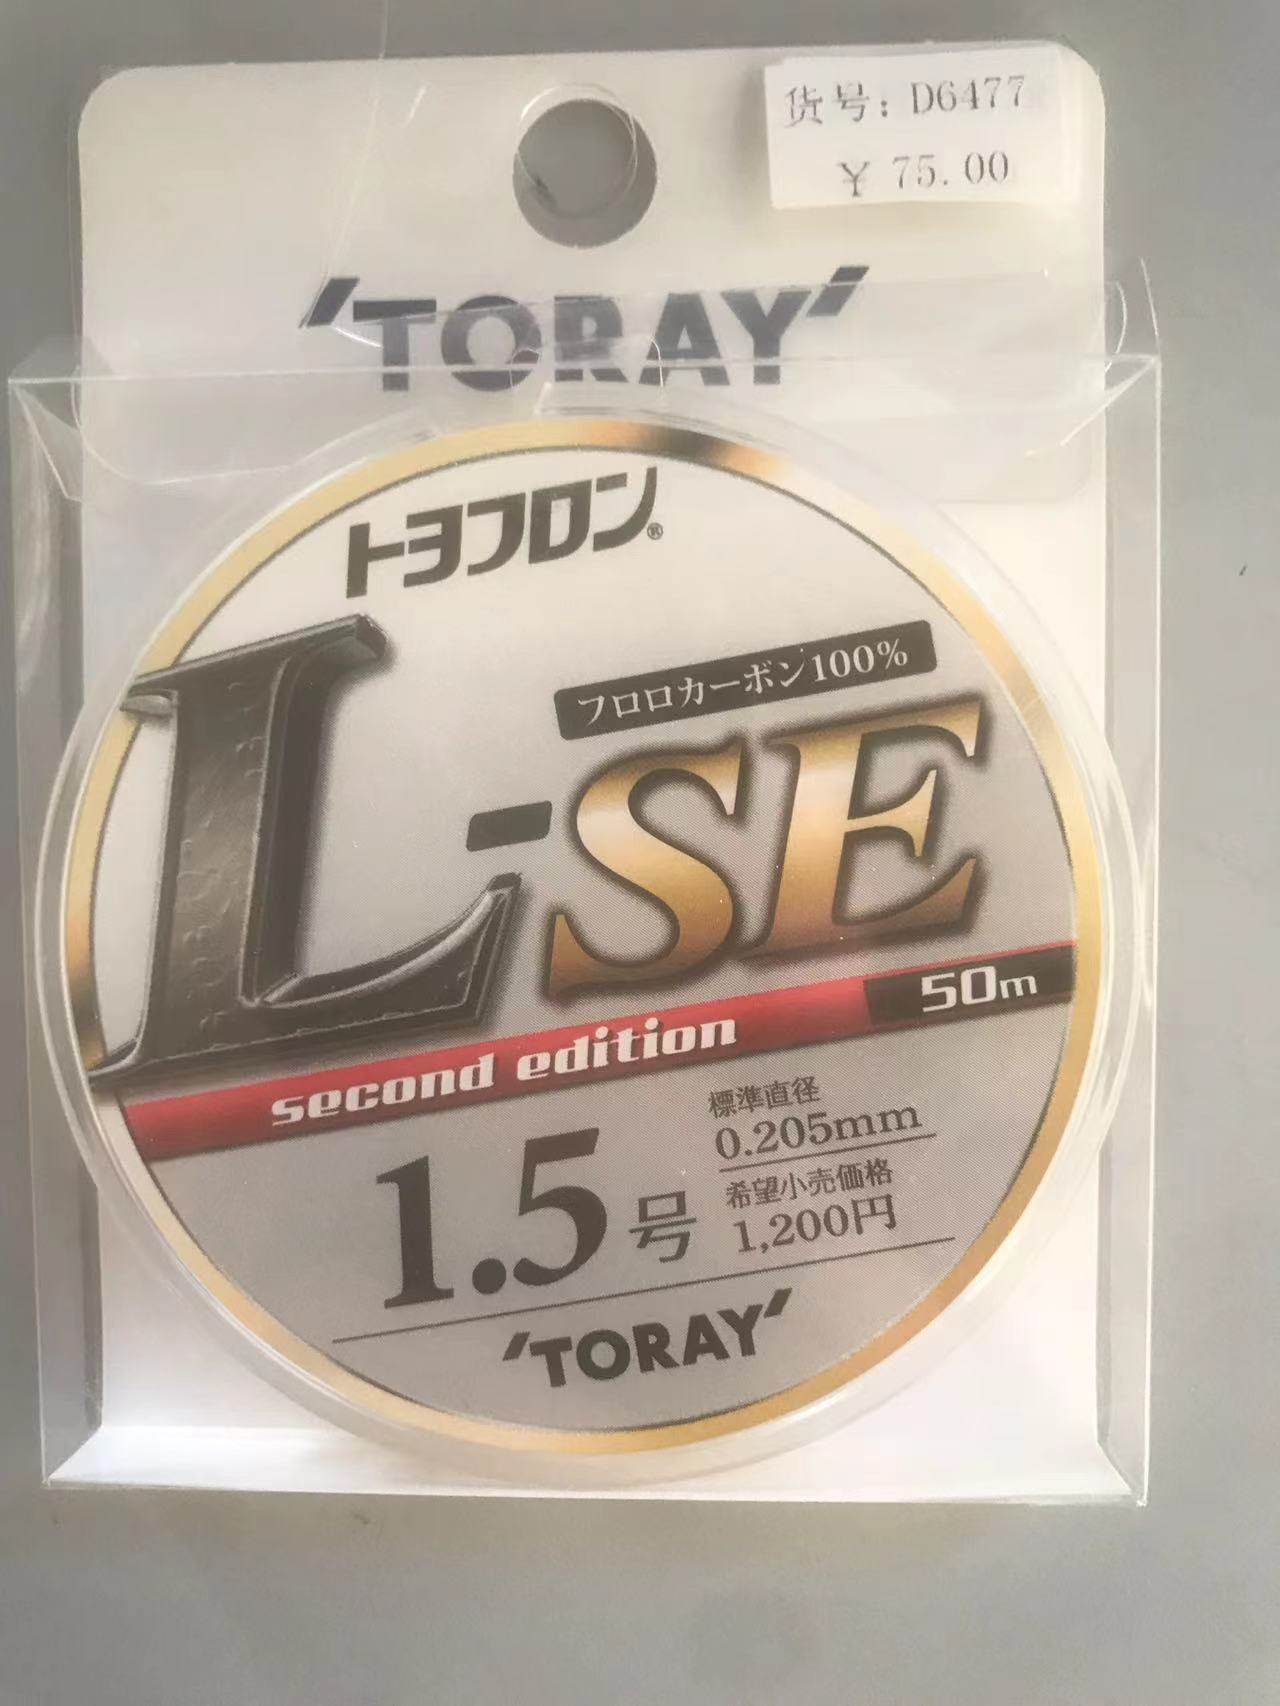 货号: D6477
¥ 75.00
'TORAY'
トヨフロン®
フロロカーボン100%
L-SE
50m
second edition
標準直径
0.205mm
1.5号
希望小売価格
1,200円
'TORAY'